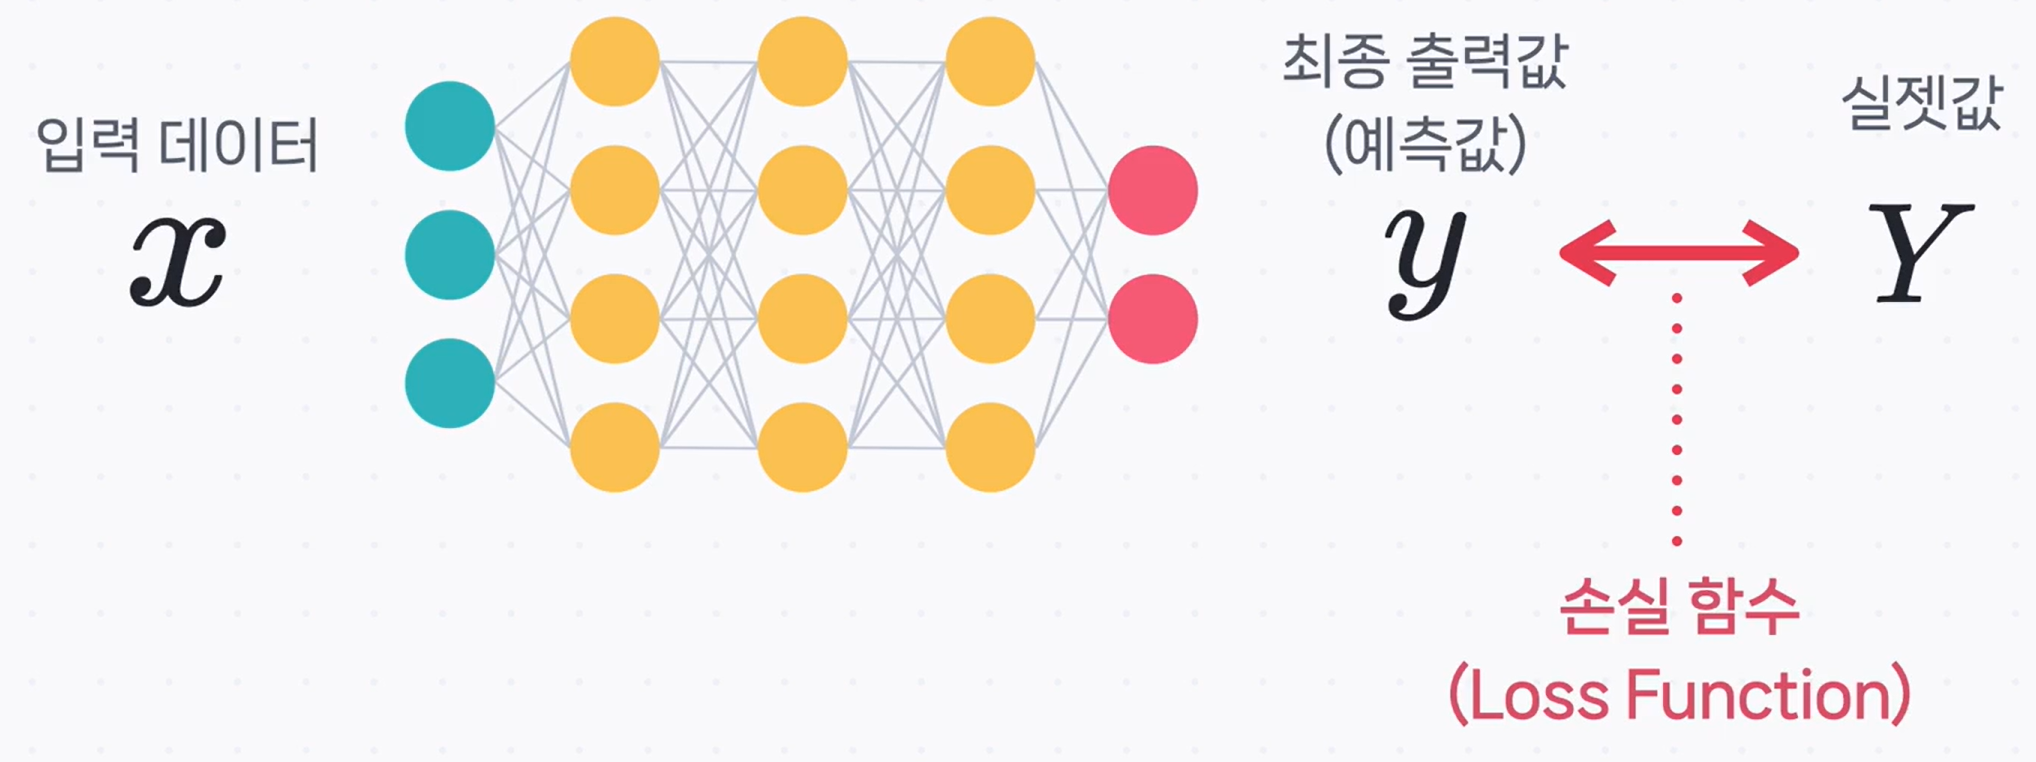 입력 데이터
x
최종 출력값
(예측값)
y
실젯값
Y
손실 함수
(Loss Function)